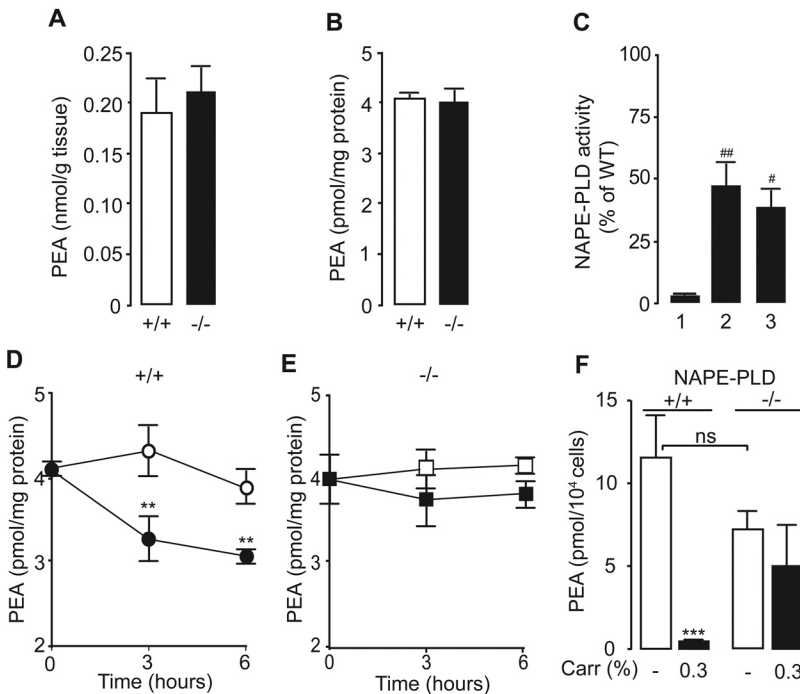 A
PEA (nmol/g tissue)
0.25
0.20
0.15
0.10
0.05
0
+/+ -/-
B
PEA (pmol/mg protein)
5
4
3
2
1
0
+/+ -/-
C
NAPE-PLD activity
(% of WT)
100
75
50
25
0
##
#
1 2 3
D
+/+
PEA (pmol/mg protein)
5
4
3
2
**
**
0 3 6
Time (hours)
E
-/-
PEA (pmol/mg protein)
5
4
3
2
0 3 6
Time (hours)
F
NAPE-PLD
+/+ -/-
PEA (pmol/10⁴ cells)
15
10
5
0
ns
***
Carr (%) - 0.3 - 0.3